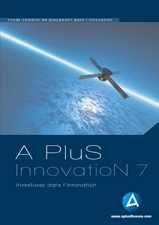 Fonds commun de placement dans l'innovation
A PluS
InnovatioN 7
Investissez dans l'innovation
A
www.aplusfinance.com